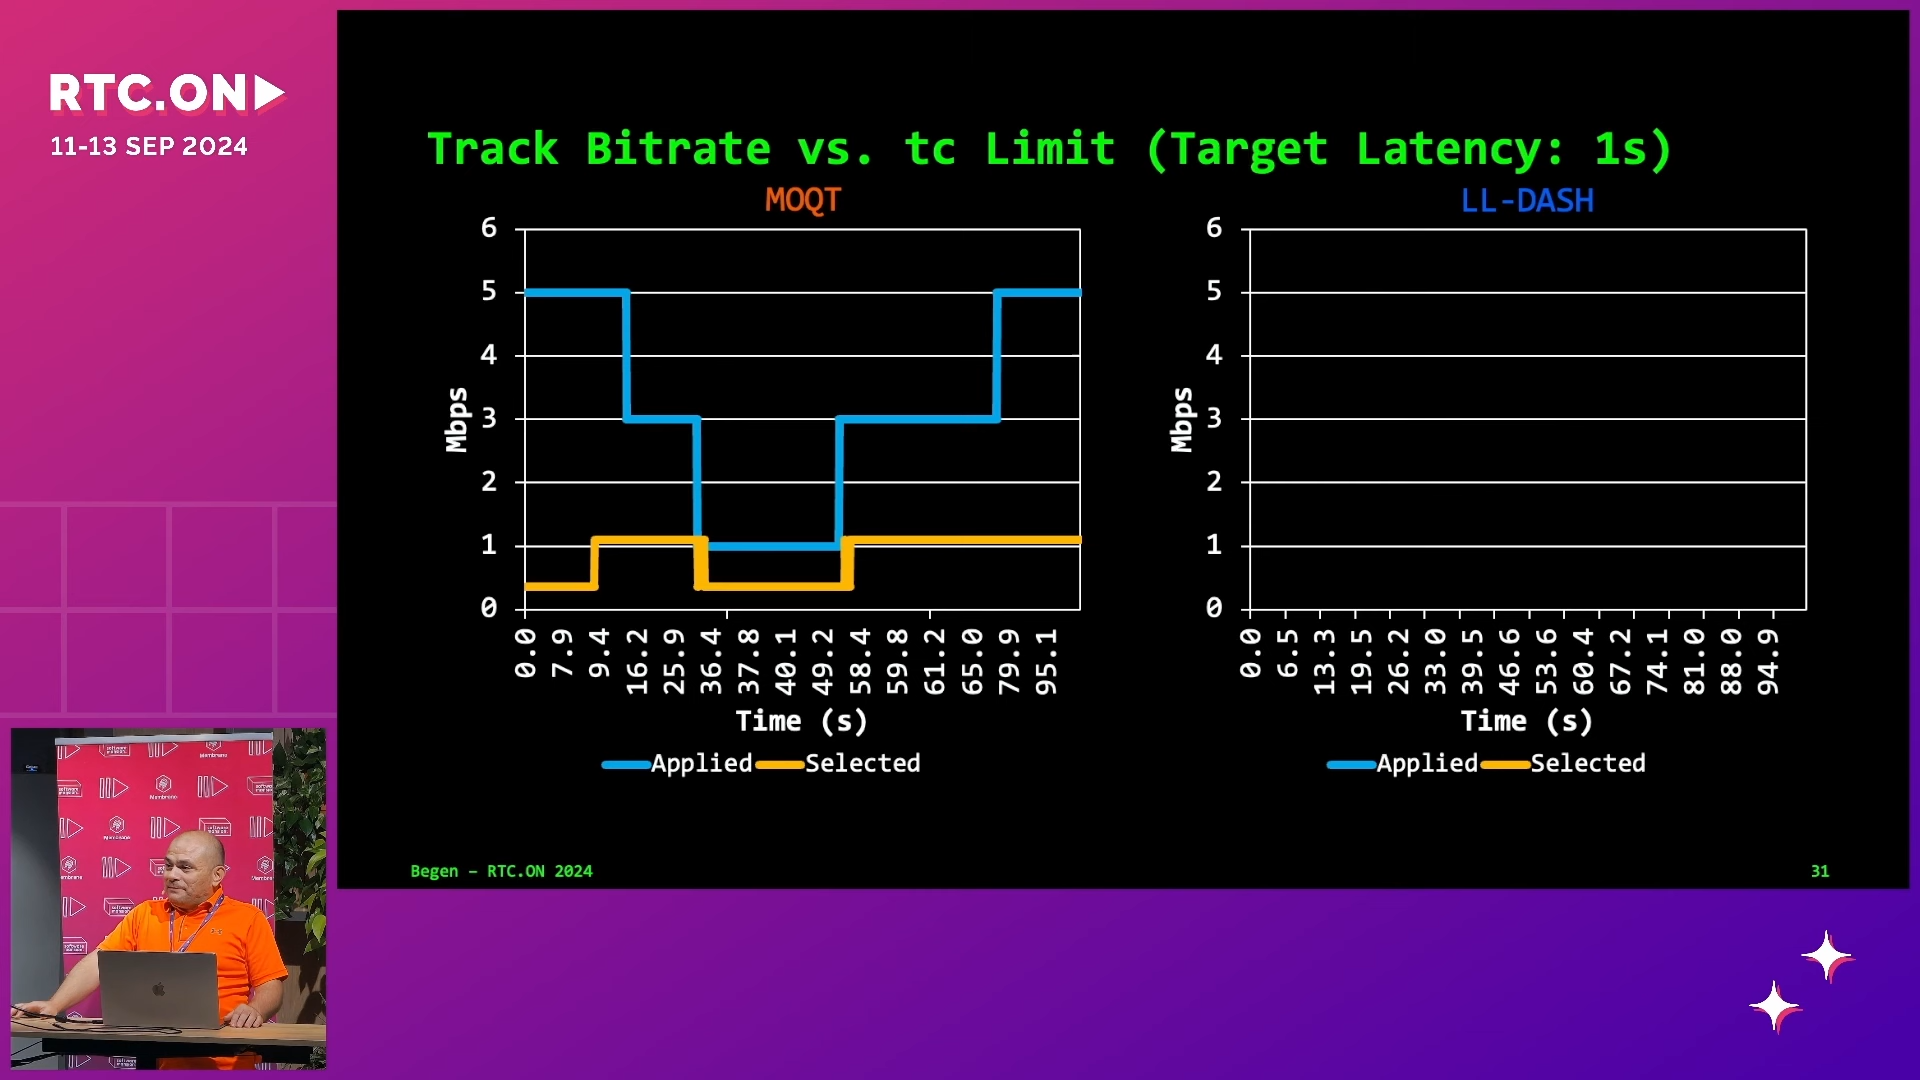 RTC.ON
11-13 SEP 2024
Track Bitrate vs. tc Limit (Target Latency: 1s)
MOQT
6
5
4
3
2
1
0
Mbps
0.0
7.9
9.4
16.2
25.9
36.4
37.8
40.1
49.2
58.4
59.8
61.2
65.0
79.9
95.1
Time (s)
Applied
Selected
LL-DASH
6
5
4
3
2
1
0
Mbps
0.0
6.5
13.3
19.5
26.2
33.0
39.5
46.6
53.6
60.4
67.2
74.1
81.0
88.0
94.9
Time (s)
Applied
Selected
Begen – RTC.ON 2024
31
Membrane
Membrane